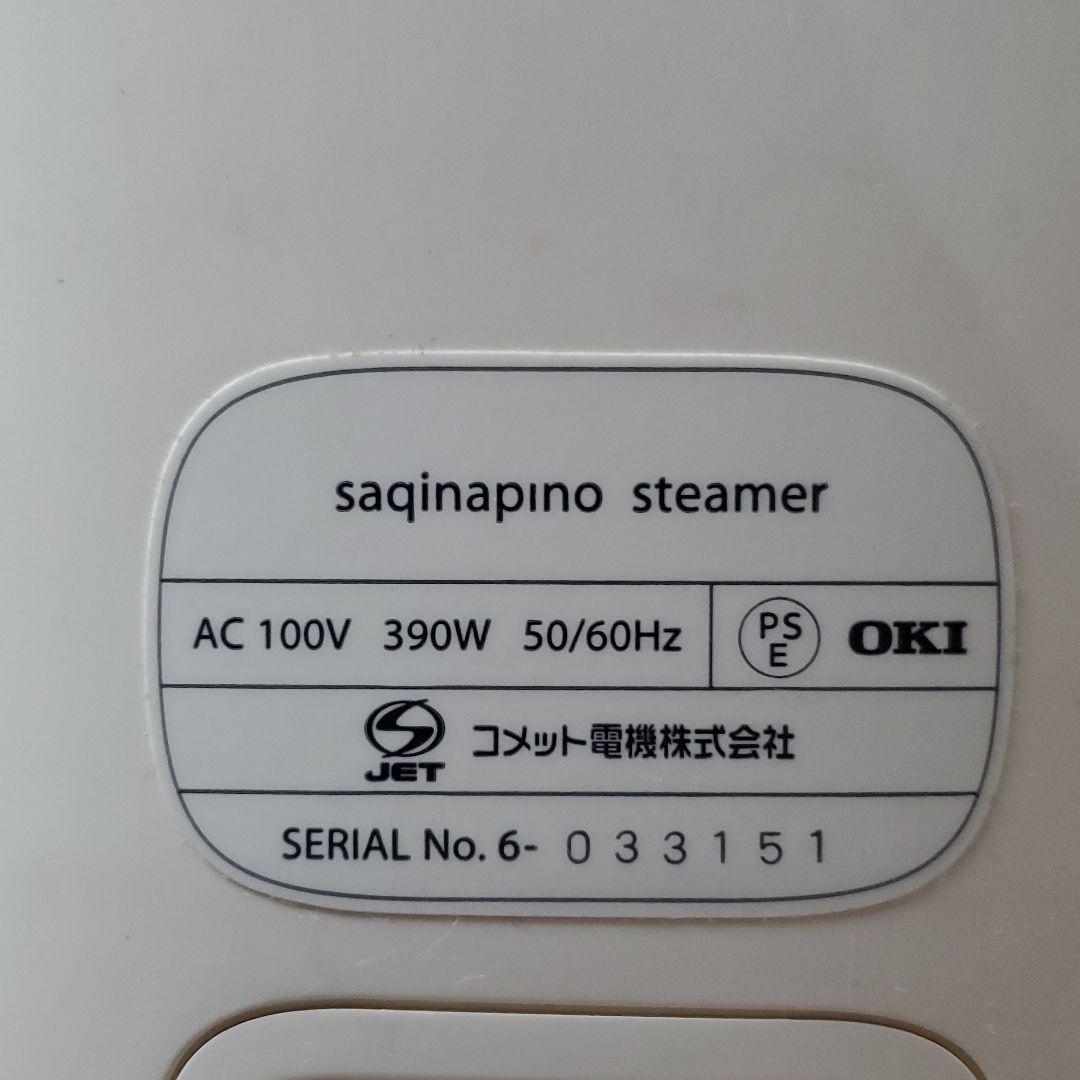 saqinapıno steamer
AC 100V 390W 50/60Hz
PS
E
OKI
JET
コメット電機株式会社
SERIAL No. 6- 033151